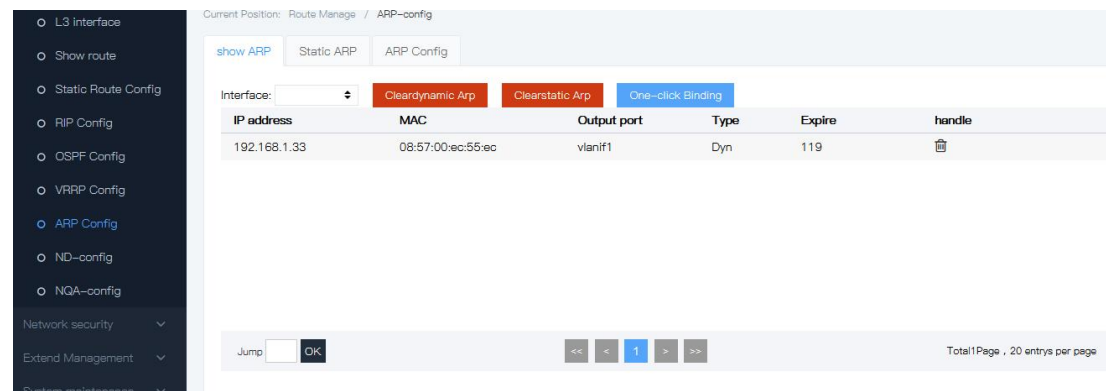 L3 interface
Show route
Static Route Config
RIP Config
OSPF Config
VRRP Config
ARP Config
ND-config
NQA-config
Network security
Extend Management
System maintenance
Current Position: Route Manage / ARP-config
show ARP Static ARP ARP Config
Interface: Cleardynamic Arp Clearstatic Arp One-click Binding
IP address MAC Output port Type Expire handle
192.168.1.33 08:57:00:ec:55:ec vlanif1 Dyn 119
Jump OK << < 1 > >> Total1Page , 20 entrys per page